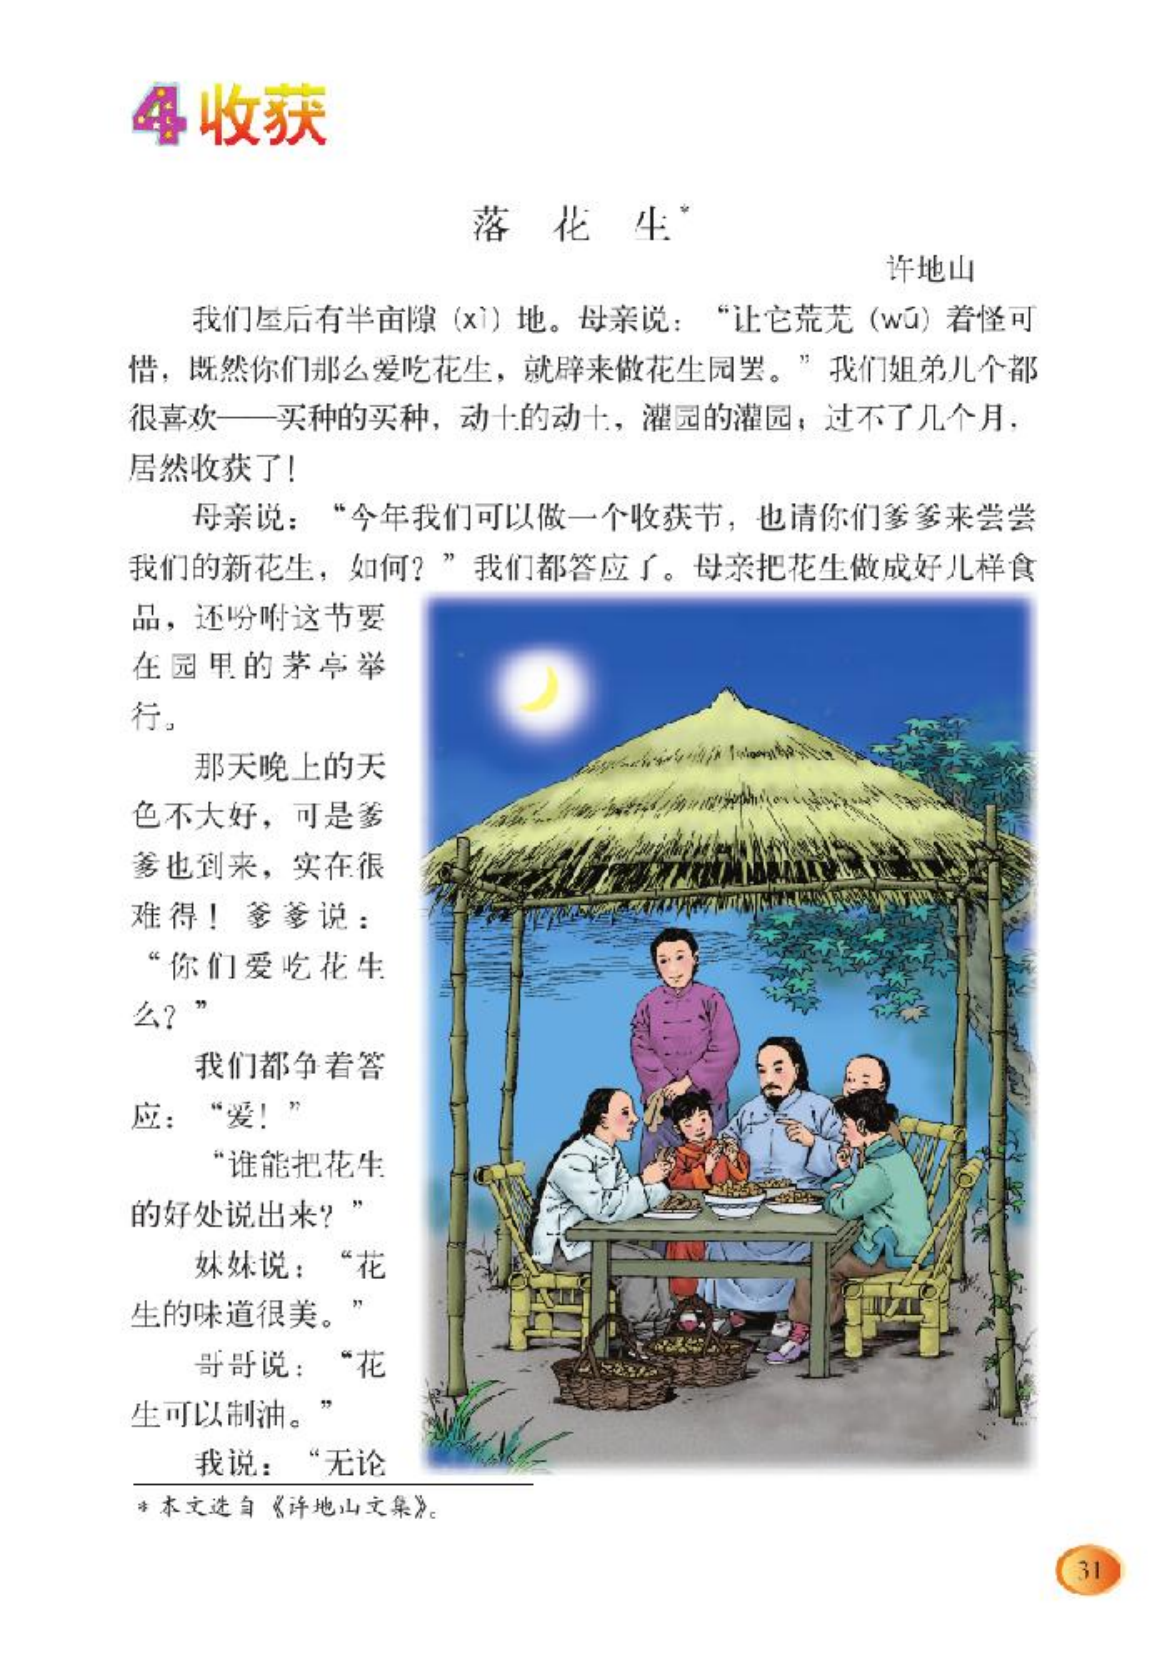 4 收获
落 花 生*
许地山
我们屋后有半亩隙（xì）地。母亲说：“让它荒芜（wú）着怪可
惜，既然你们那么爱吃花生，就辟来做花生园罢。”我们姐弟几个都
很喜欢——买种的买种，动土的动土，灌园的灌园；过不了几个月，
居然收获了！
母亲说：“今年我们可以做一个收获节，也请你们爹爹来尝尝
我们的新花生，如何？”我们都答应了。母亲把花生做成好几样食
品，还吩咐这节要
在园里的茅亭举
行。
那天晚上的天
色不大好，可是爹
爹也到来，实在很
难得！爹爹说：
“你们爱吃花生
么？”
我们都争着答
应：“爱！”
“谁能把花生
的好处说出来？”
妹妹说：“花
生的味道很美。”
哥哥说：“花
生可以制油。”
我说：“无论
* 本文选自《许地山文集》。
31